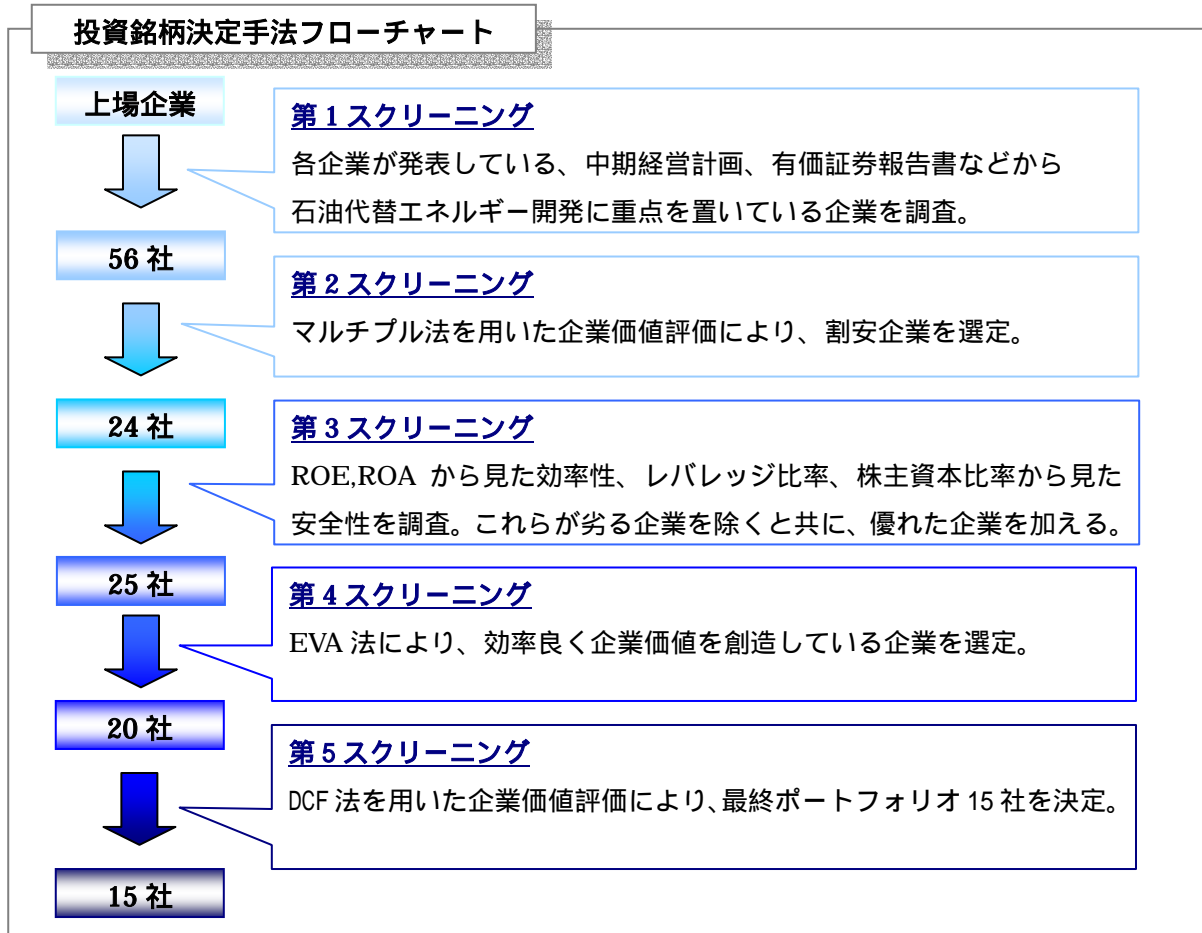 投資銘柄決定手法フローチャート
上場企業
第1スクリーニング
各企業が発表している、中期経営計画、有価証券報告書などから
石油代替エネルギー開発に重点を置いている企業を調査。
56 社
第2スクリーニング
マルチプル法を用いた企業価値評価により、割安企業を選定。
24 社
第3スクリーニング
ROE,ROA から見た効率性、レバレッジ比率、株主資本比率から見た
安全性を調査。これらが劣る企業を除くと共に、優れた企業を加える。
25 社
第4スクリーニング
EVA 法により、効率良く企業価値を創造している企業を選定。
20 社
第5スクリーニング
DCF 法を用いた企業価値評価により、最終ポートフォリオ 15 社を決定。
15 社